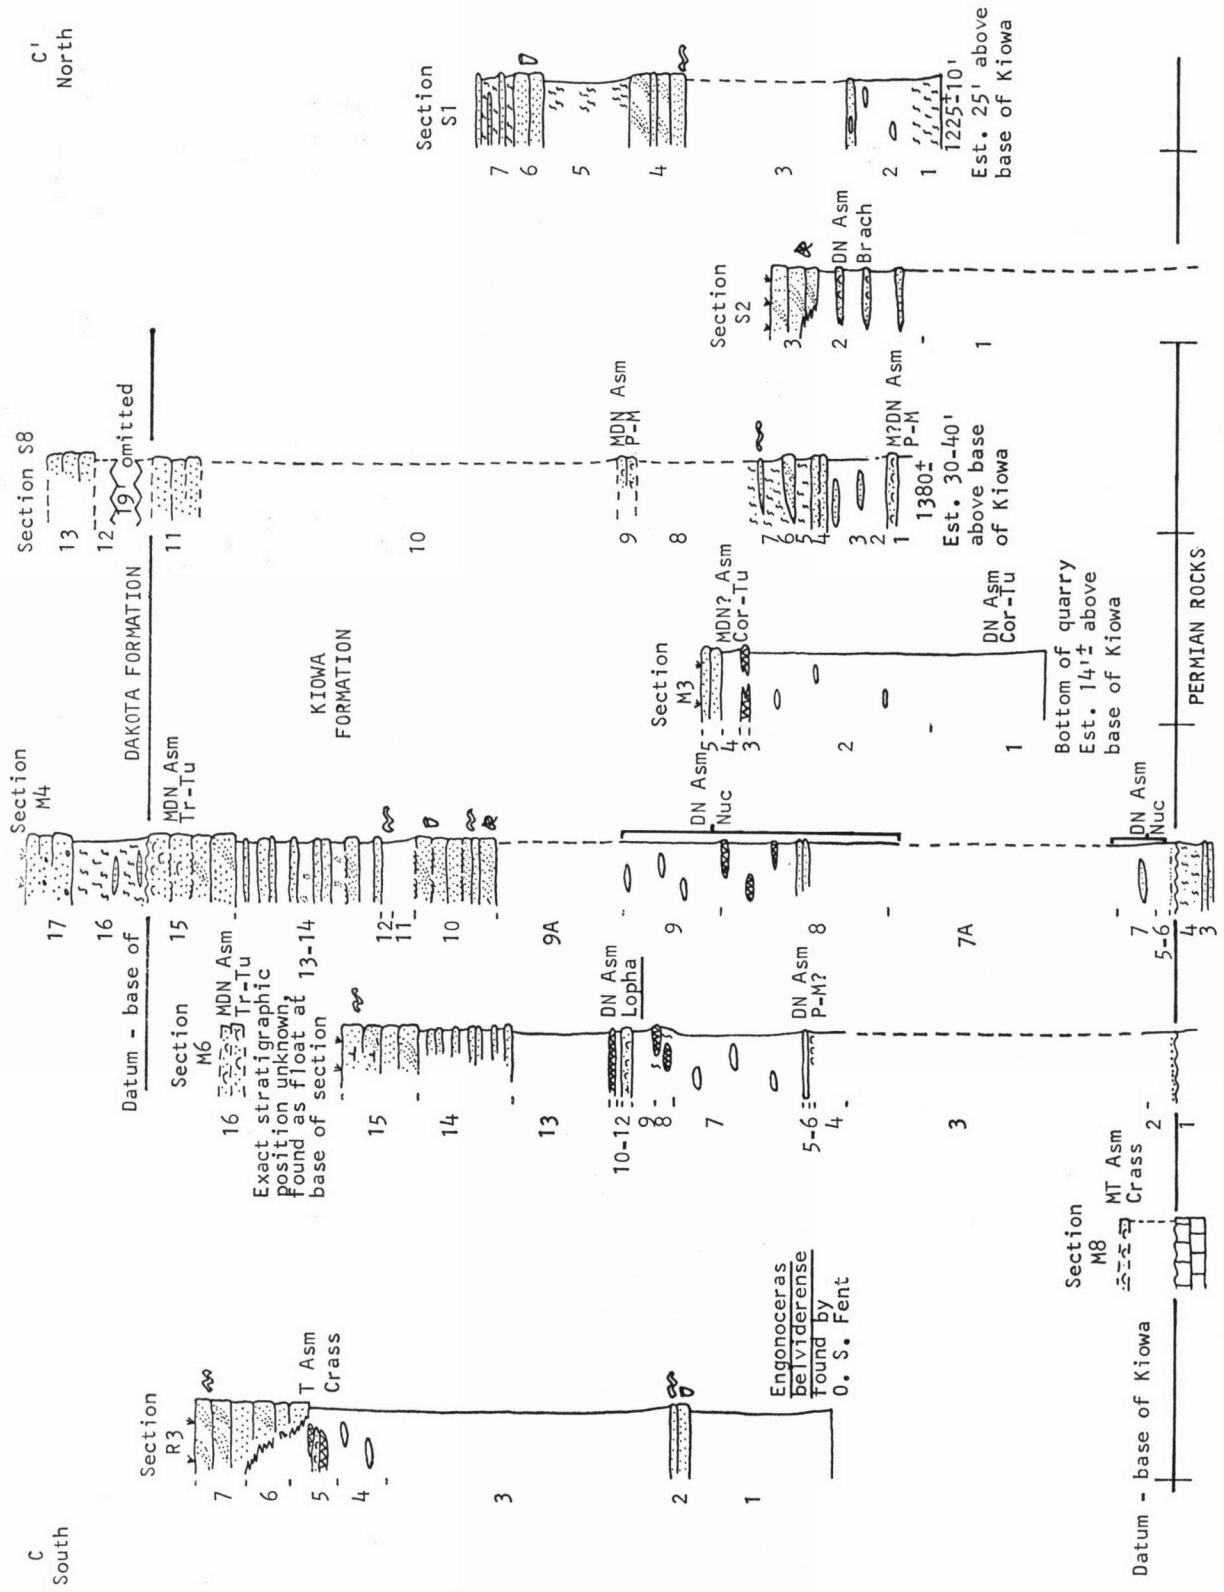 C
South
C'
North
Section
R3
7
6
5
4
3
2
1
T Asm
Crass
Engonoceras
belviderense
found by
O. S. Fent
Datum - base of Kiowa
Section
M8
MT Asm
Crass
Datum - base of
DAKOTA FORMATION
Section
M6
16
MDN Asm
Tr-Tu
Exact stratigraphic
position unknown,
found as float at
base of section
15
14
13
10-12
9
8
7
5-6
4
3
2
1
DN Asm
Lopha
DN Asm
P-M?
Section
M4
17
16
15
13-14
12
11
10
9A
9
8
7A
7
5-6
4
3
MDN Asm
Tr-Tu
DN Asm
Nuc
DN Asm
Nuc
KIOWA
FORMATION
Section
M3
5
4
3
2
1
MDN? Asm
Cor-Tu
DN Asm
Cor-Tu
Bottom of quarry
Est. 14'± above
base of Kiowa
PERMIAN ROCKS
Section S8
13
12
19' omitted
11
10
9
8
7
6
5
4
3
2
1
MDN Asm
P-M
M?DN Asm
P-M
1380±
Est. 30-40'
above base
of Kiowa
Section
S2
3
2
1
DN Asm
Brach
Section
S1
7
6
5
4
3
2
1
1225±10'
Est. 25' above
base of Kiowa